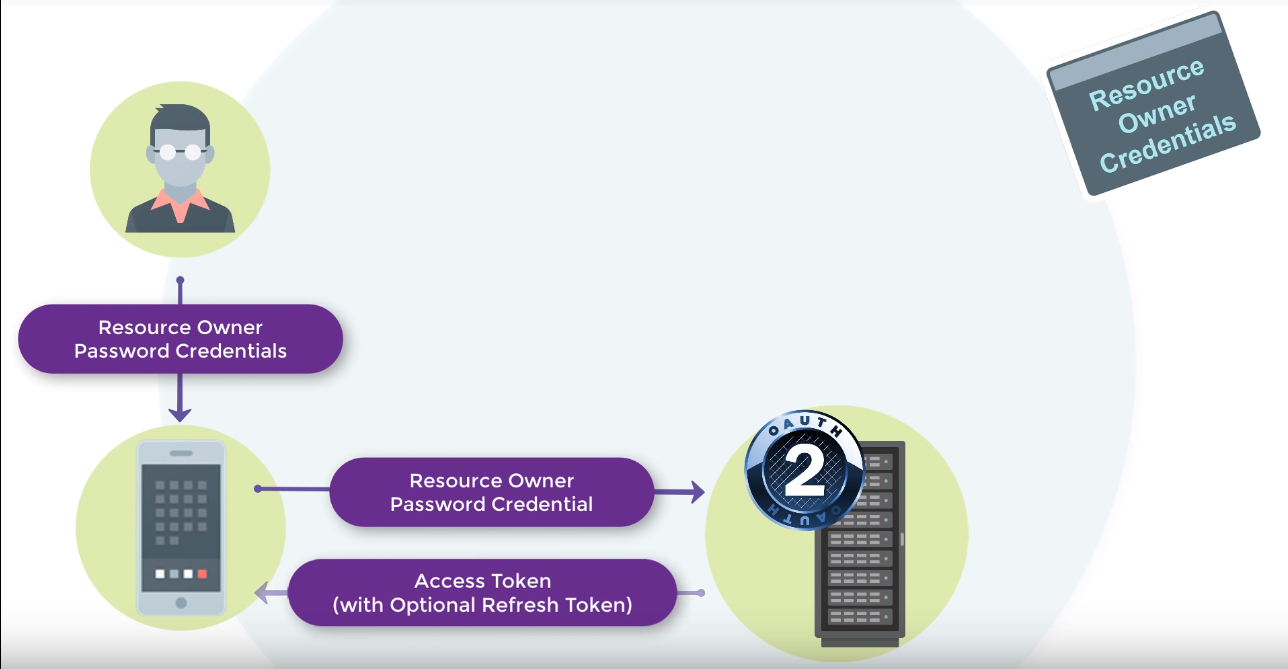 Resource
Owner
Credentials
Resource Owner
Password Credentials
OAUTH
2
OAUTH
Resource Owner
Password Credential
Access Token
(with Optional Refresh Token)